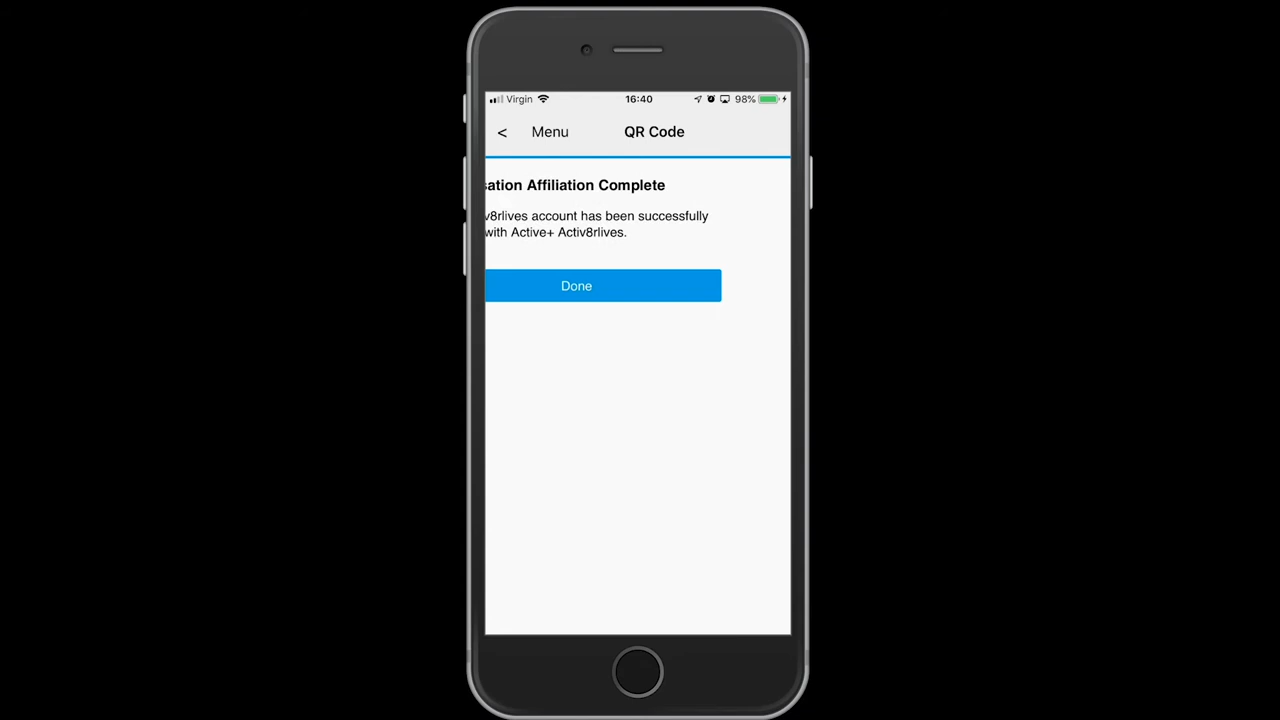 Virgin 16:40 98%
< Menu QR Code
sation Affiliation Complete
v8rlives account has been successfully
with Active+ Activ8rlives.
Done